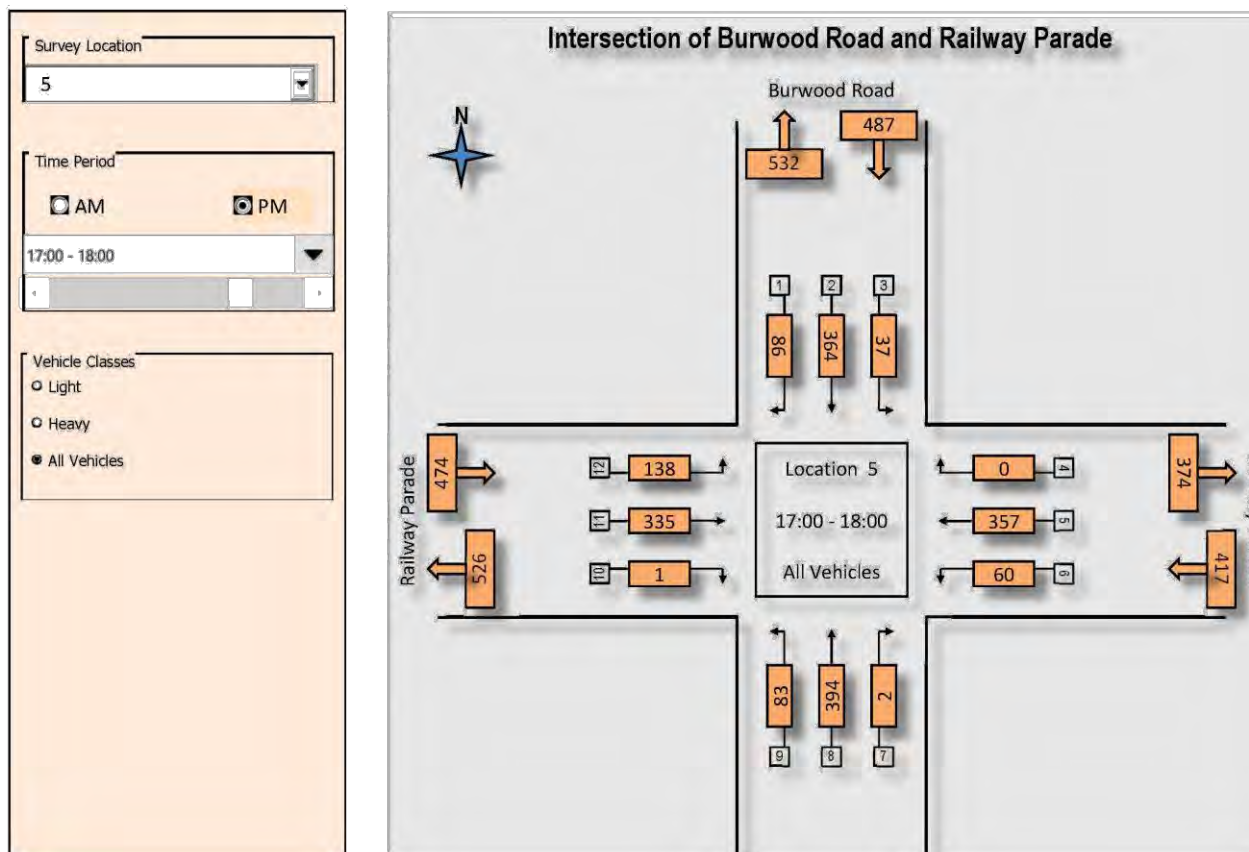 Survey Location
5
Time Period
AM
PM
17:00 - 18:00
Vehicle Classes
Light
Heavy
All Vehicles
Intersection of Burwood Road and Railway Parade
Burwood Road
N
532
487
1
2
3
86
364
37
Railway Parade
474
526
12
138
11
335
10
1
Location 5
17:00 - 18:00
All Vehicles
0
4
357
5
60
6
374
417
83
394
2
9
8
7